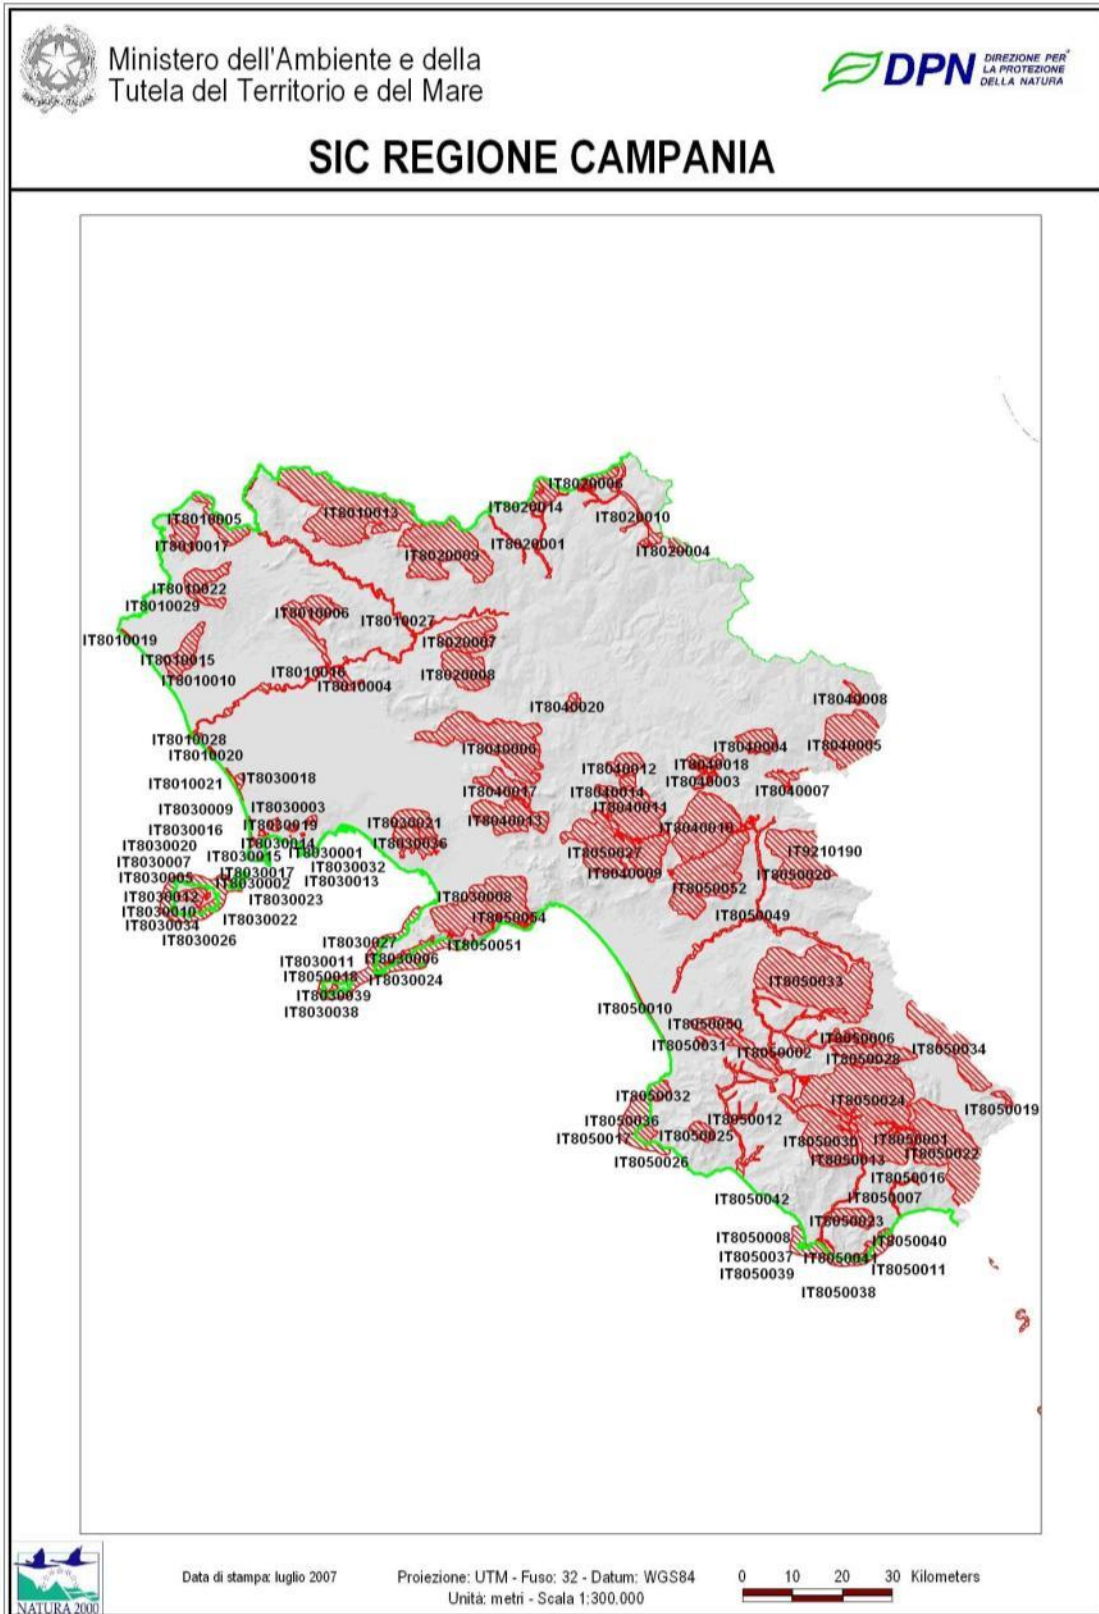 Ministero dell'Ambiente e della
Tutela del Territorio e del Mare
DPN
DIREZIONE PER
LA PROTEZIONE
DELLA NATURA
SIC REGIONE CAMPANIA
IT8020006
IT8010013
IT8020014
IT8010005
IT8020010
IT8010017
IT8020001
IT8020009
IT8020004
IT8010022
IT8010029
IT8010006
IT8010027
IT8010019
IT8020007
IT8010015
IT8010016
IT8020008
IT8010010
IT8010004
IT8040008
IT8040020
IT8010028
IT8040006
IT8040004
IT8040005
IT8010020
IT8040018
IT8040012
IT8030018
IT8040003
IT8010021
IT8040007
IT8040017
IT8040014
IT8030009
IT8030003
IT8040011
IT8030021
IT8040013
IT8030019
IT8040010
IT8030016
IT8030014
IT8030036
IT8030020
IT8030015
IT8030001
IT8050027
IT9210190
IT8030007
IT8030032
IT8030017
IT8040009
IT8050020
IT8030005
IT8030002
IT8030013
IT8050052
IT8030012
IT8030023
IT8030008
IT8030010
IT8030022
IT8050054
IT8050049
IT8030034
IT8030026
IT8030027
IT8050051
IT8030011
IT8030006
IT8050018
IT8030024
IT8050033
IT8030039
IT8030038
IT8050010
IT8050050
IT8050006
IT8050031
IT8050002
IT8050028
IT8050034
IT8050032
IT8050024
IT8050019
IT8050036
IT8050012
IT8050017
IT8050025
IT8050030
IT8050001
IT8050026
IT8050013
IT8050022
IT8050016
IT8050042
IT8050007
IT8050023
IT8050008
IT8050040
IT8050037
IT8050041
IT8050039
IT8050011
IT8050038
NATURA 2000
Data di stampa: luglio 2007
Proiezione: UTM - Fuso: 32 - Datum: WGS84
Unità: metri - Scala 1:300.000
0 10 20 30 Kilometers